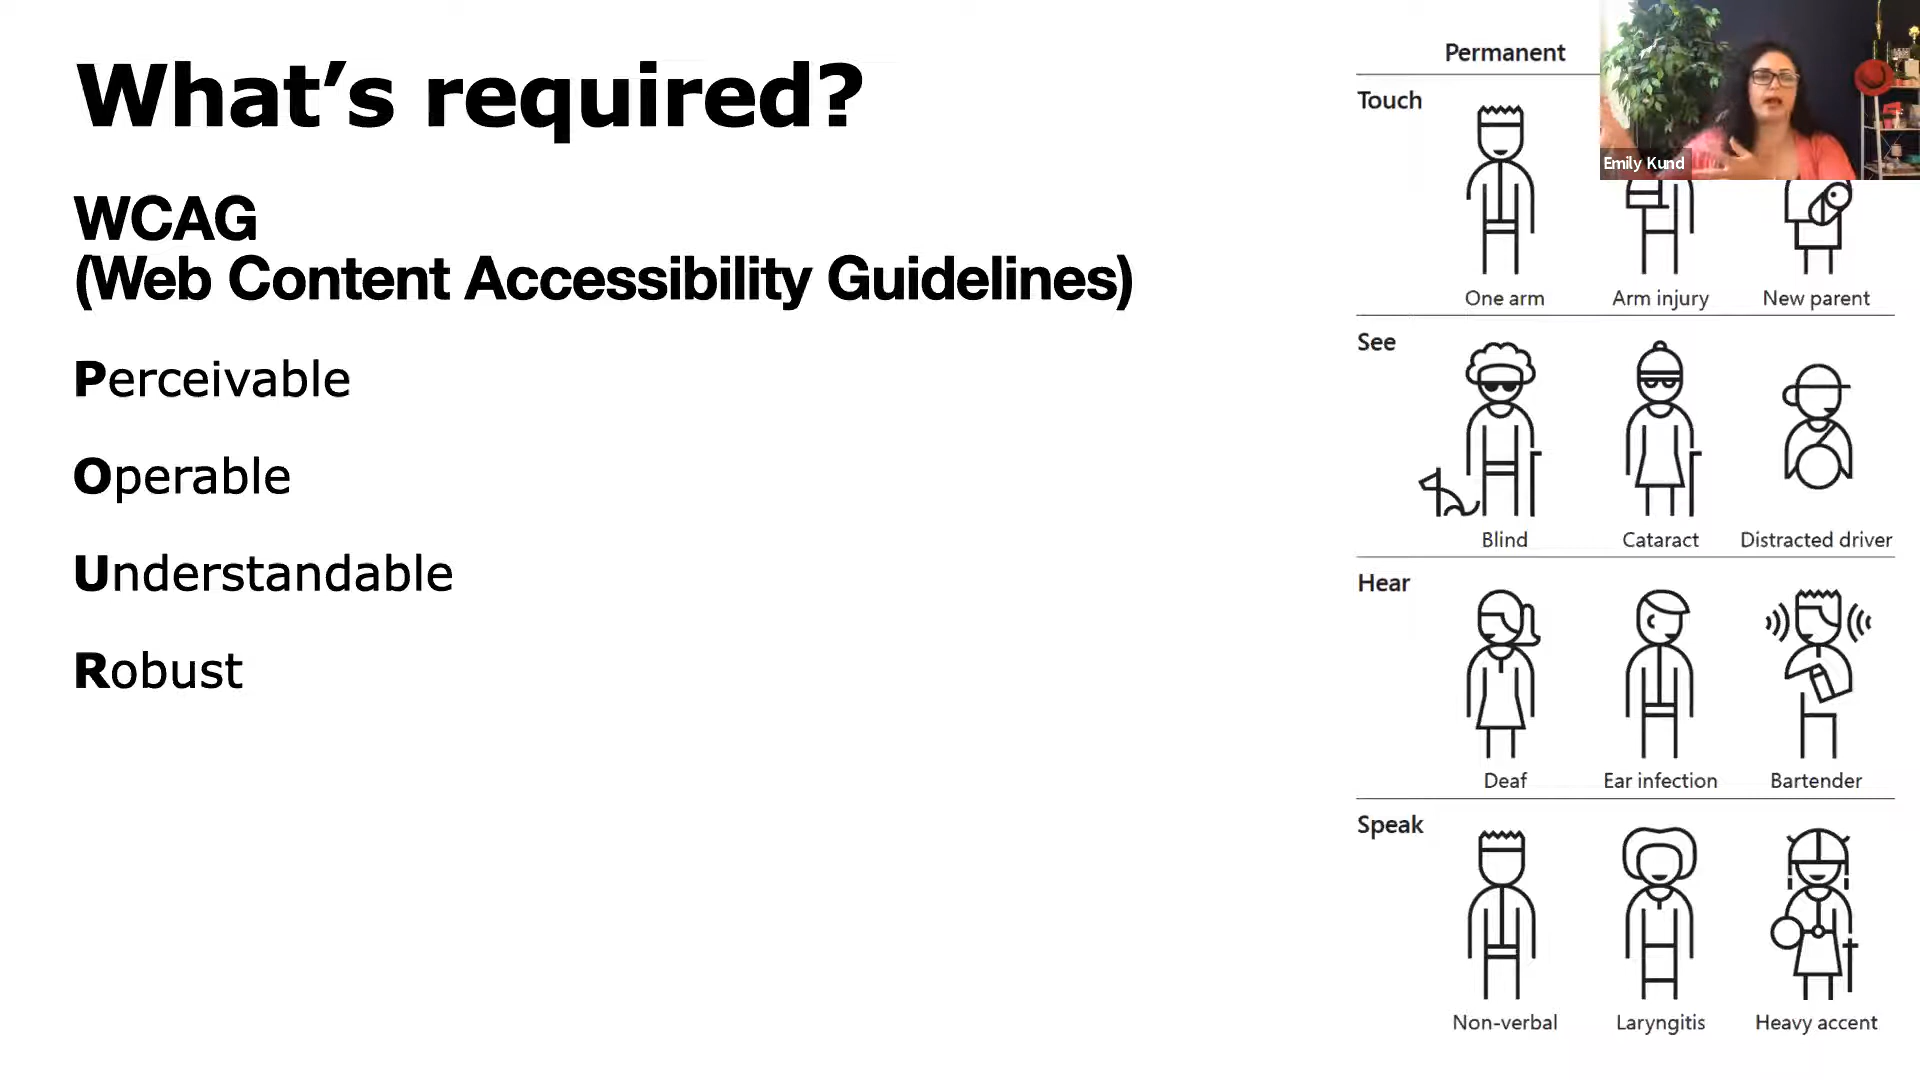 What’s required?
WCAG
(Web Content Accessibility Guidelines)
Perceivable
Operable
Understandable
Robust
Permanent
Touch
One arm
Arm injury
New parent
See
Blind
Cataract
Distracted driver
Hear
Deaf
Ear infection
Bartender
Speak
Non-verbal
Laryngitis
Heavy accent
Emily Kund